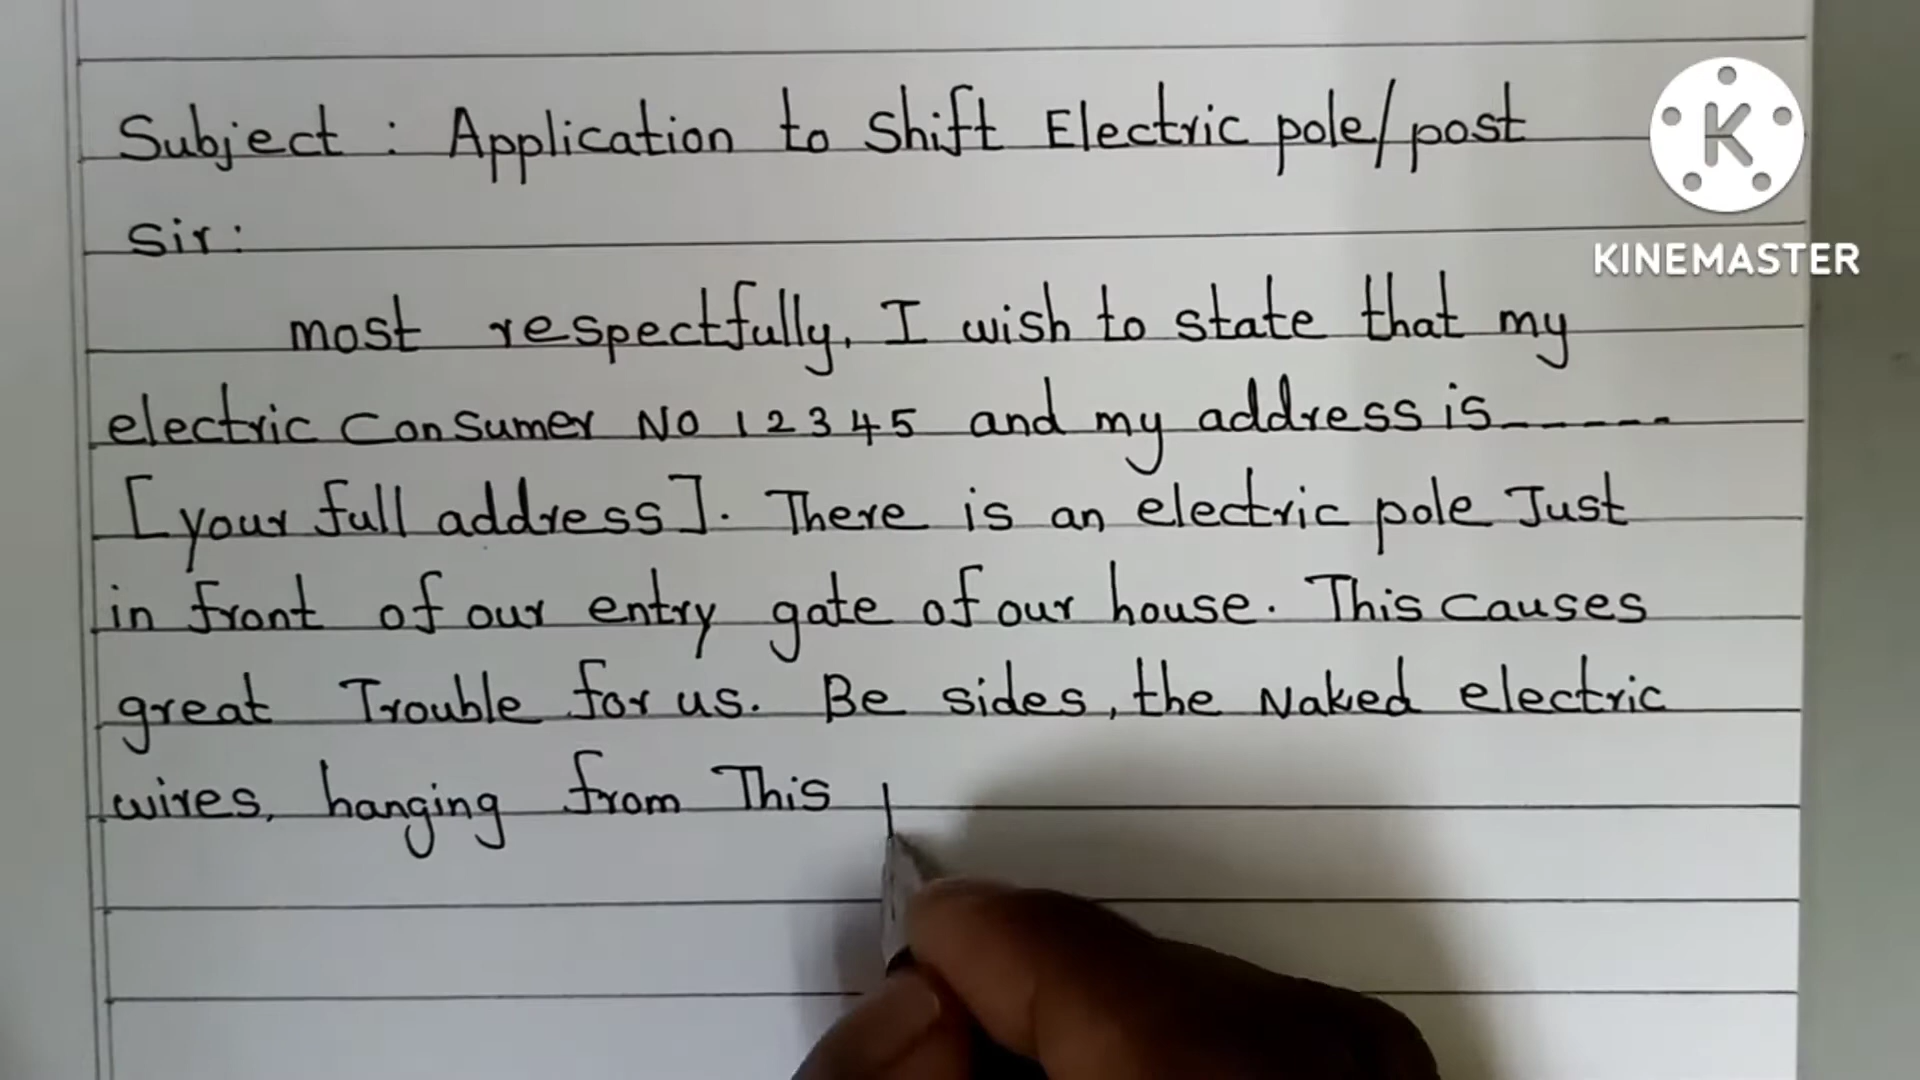 Subject : Application to Shift Electric pole/post
Sir:
most respectfully, I wish to state that my
electric Consumer No 12345 and my address is------
[your full address]. There is an electric pole Just
in front of our entry gate of our house. This causes
great Trouble for us. Be sides, the Naked electric
wires, hanging from This
K
KINEMASTER